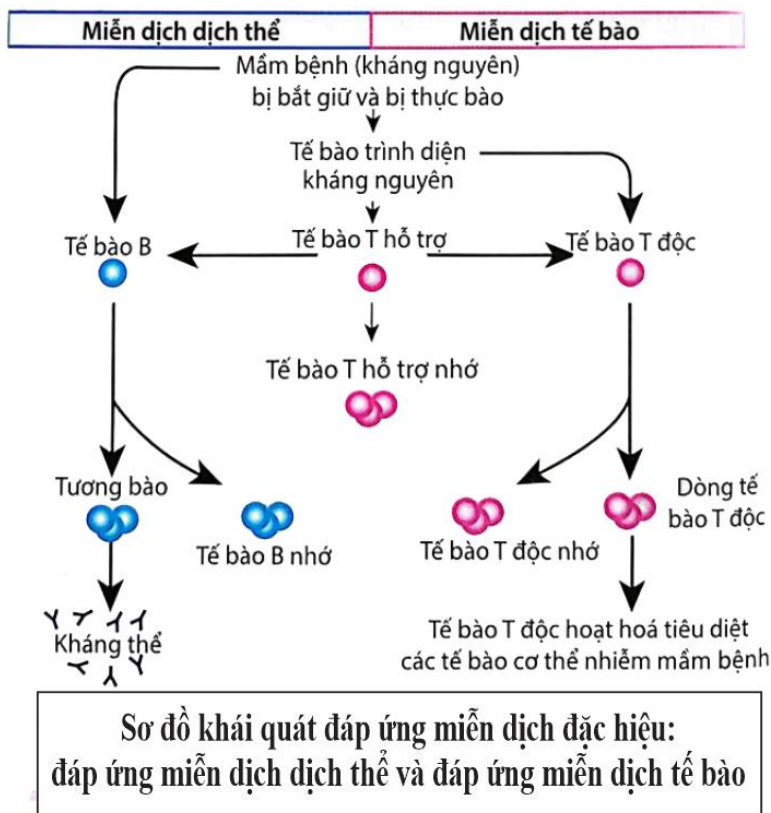 Miễn dịch dịch thể
Miễn dịch tế bào
Mầm bệnh (kháng nguyên)
bị bắt giữ và bị thực bào
Tế bào trình diện
kháng nguyên
Tế bào B
Tế bào T hỗ trợ
Tế bào T độc
Tế bào T hỗ trợ nhớ
Tương bào
Tế bào B nhớ
Tế bào T độc nhớ
Dòng tế
bào T độc
Kháng thể
Tế bào T độc hoạt hoá tiêu diệt
các tế bào cơ thể nhiễm mầm bệnh
Sơ đồ khái quát đáp ứng miễn dịch đặc hiệu:
đáp ứng miễn dịch dịch thể và đáp ứng miễn dịch tế bào